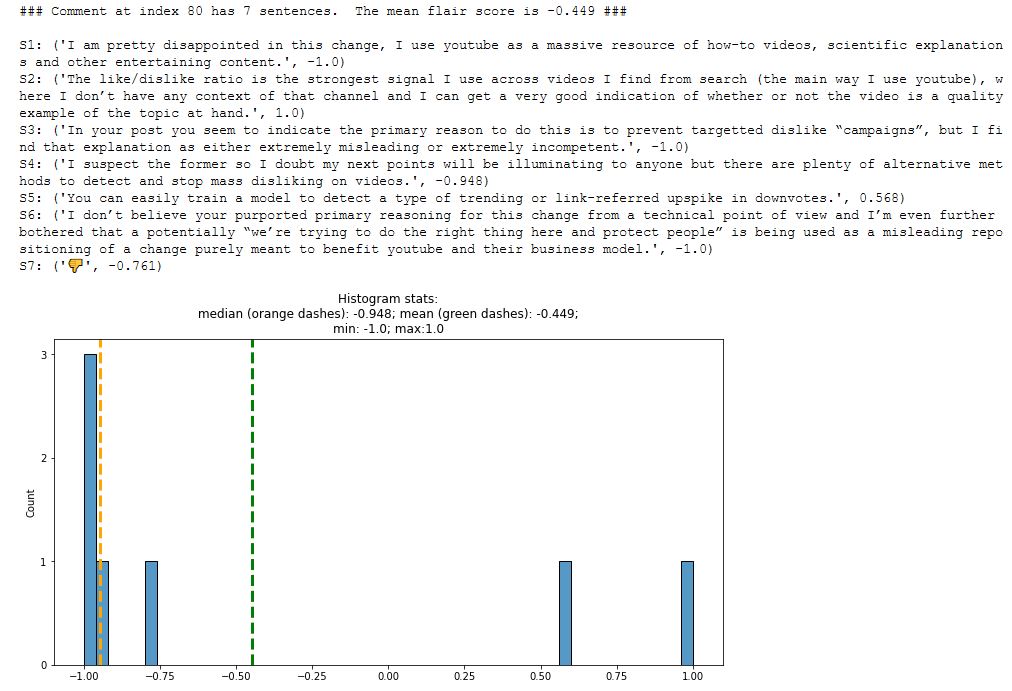 ### Comment at index 80 has 7 sentences.  The mean flair score is -0.449 ###
S1: ('I am pretty disappointed in this change, I use youtube as a massive resource of how-to videos, scientific explanation
s and other entertaining content.', -1.0)
S2: ('The like/dislike ratio is the strongest signal I use across videos I find from search (the main way I use youtube), w
here I don’t have any context of that channel and I can get a very good indication of whether or not the video is a quality
example of the topic at hand.', 1.0)
S3: ('In your post you seem to indicate the primary reason to do this is to prevent targetted dislike “campaigns”, but I fi
nd that explanation as either extremely misleading or extremely incompetent.', -1.0)
S4: ('I suspect the former so I doubt my next points will be illuminating to anyone but there are plenty of alternative met
hods to detect and stop mass disliking on videos.', -0.948)
S5: ('You can easily train a model to detect a type of trending or link-referred upspike in downvotes.', 0.568)
S6: ('I don’t believe your purported primary reasoning for this change from a technical point of view and I’m even further
bothered that a potentially “we’re trying to do the right thing here and protect people” is being used as a misleading repo
sitioning of a change purely meant to benefit youtube and their business model.', -1.0)
S7: ('👎', -0.761)
Histogram stats:
median (orange dashes): -0.948; mean (green dashes): -0.449;
min: -1.0; max:1.0
3
2
Count
1
0
−1.00 −0.75 −0.50 −0.25 0.00 0.25 0.50 0.75 1.00